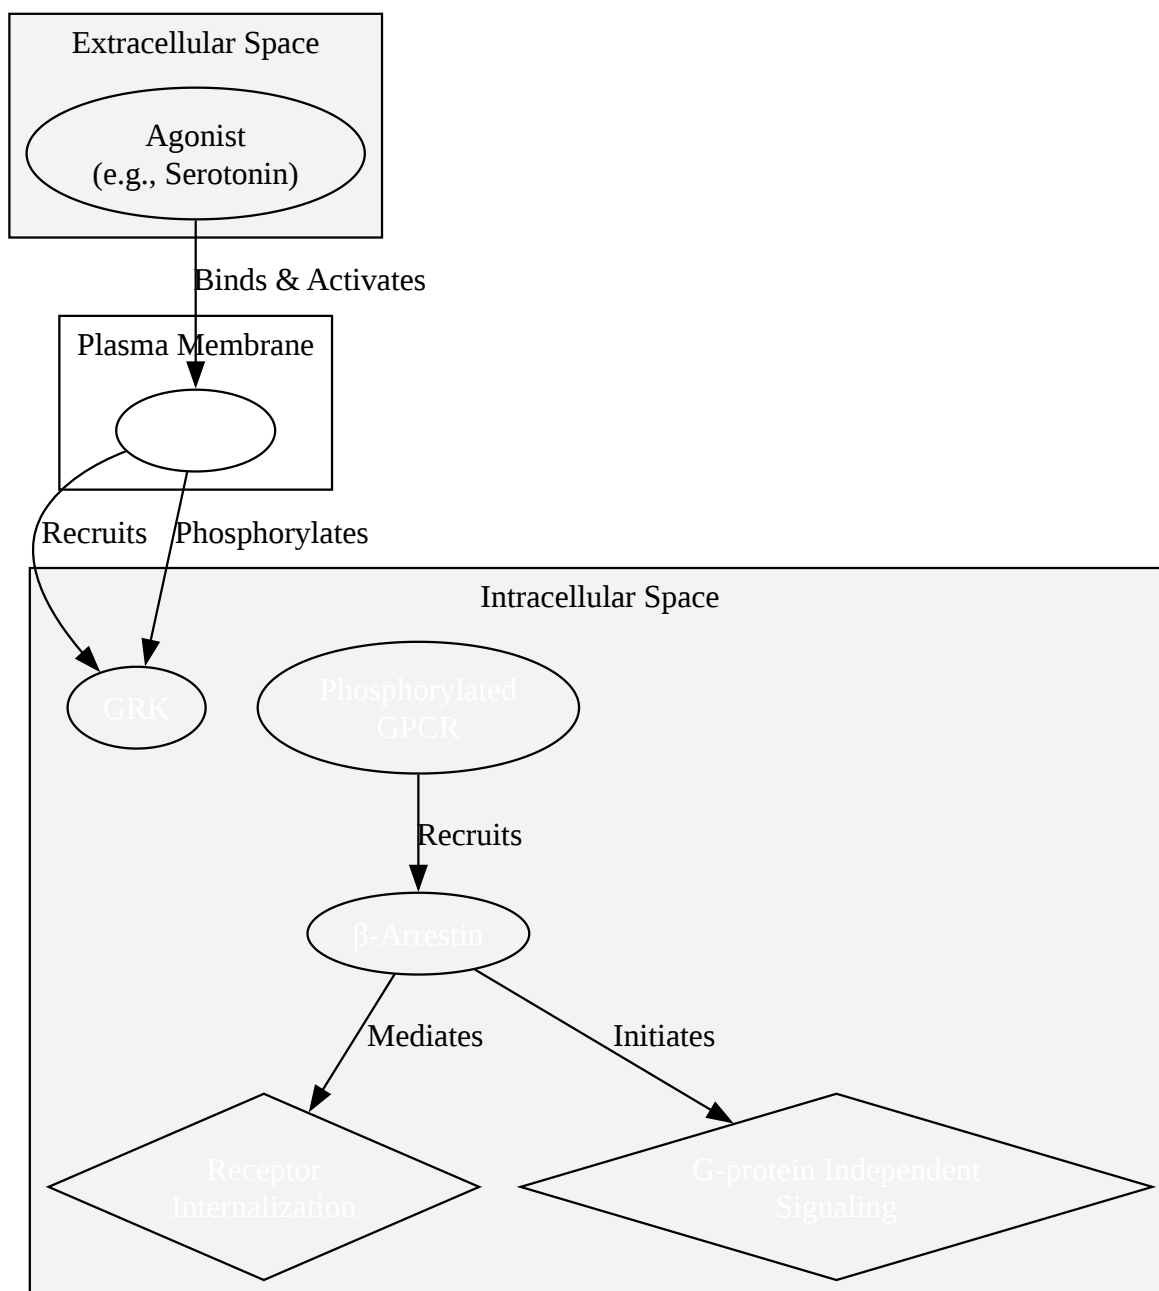 Extracellular Space
Agonist
(e.g., Serotonin)
Binds & Activates
Plasma Membrane
Recruits
Phosphorylates
Intracellular Space
GRK
Phosphorylated
GPCR
Recruits
β-Arrestin
Mediates
Initiates
Receptor
Internalization
G-protein Independent
Signaling